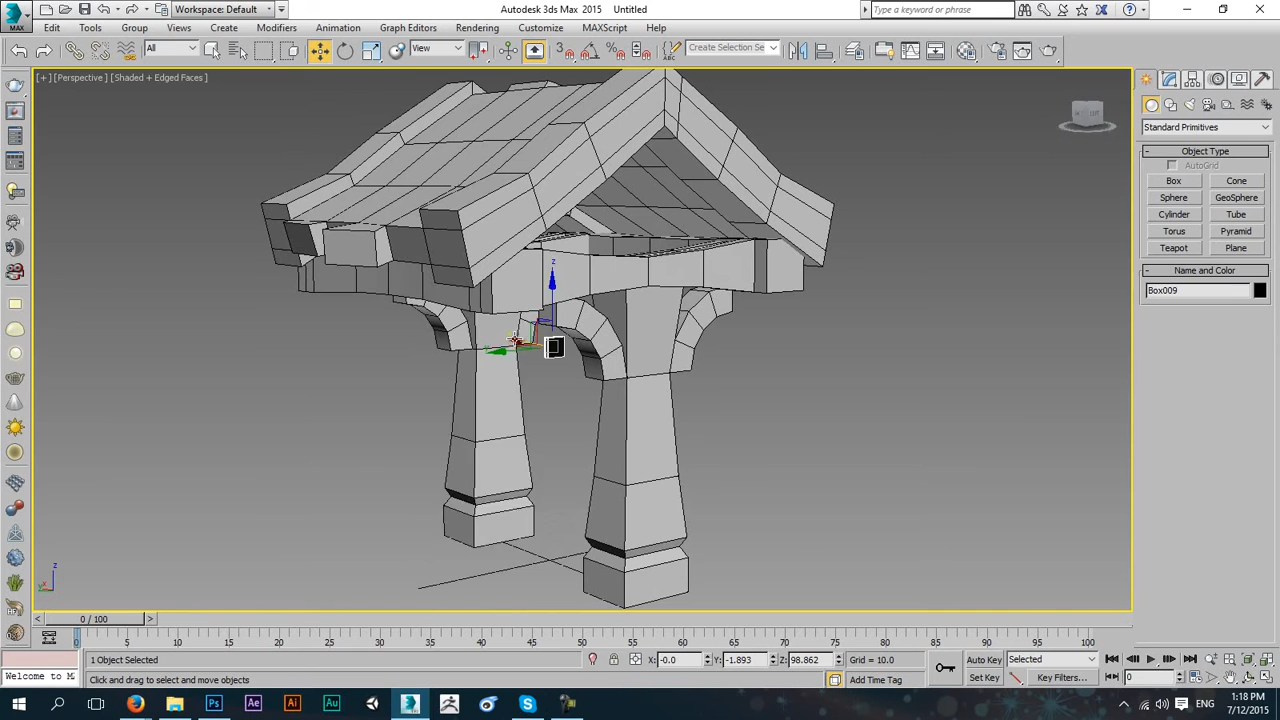 MAX
Workspace: Default
Autodesk 3ds Max 2015
Untitled
Type a keyword or phrase
Edit
Tools
Group
Views
Create
Modifiers
Animation
Graph Editors
Rendering
Customize
MAXScript
Help
All
View
Create Selection Se
[ + ] [Perspective ] [Shaded + Edged Faces ]
Standard Primitives
Object Type
AutoGrid
Box
Cone
Sphere
GeoSphere
Cylinder
Tube
Torus
Pyramid
Teapot
Plane
Name and Color
Box009
z
z
0 / 100
0
5
10
15
20
25
30
35
40
45
50
55
60
65
70
75
80
85
90
95
100
1 Object Selected
X: -0.0
Y: -1.893
Z: 98.862
Grid = 10.0
Auto Key
Selected
Welcome to M
Click and drag to select and move objects
Add Time Tag
Set Key
Key Filters...
0
Ps
Ae
Ai
Au
ENG
1:18 PM
7/12/2015